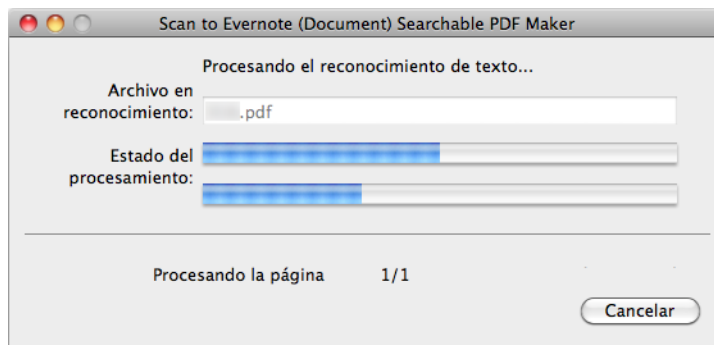 Scan to Evernote (Document) Searchable PDF Maker
Procesando el reconocimiento de texto...
Archivo en
reconocimiento:
.pdf
Estado del
procesamiento:
Procesando la página 1/1
Cancelar